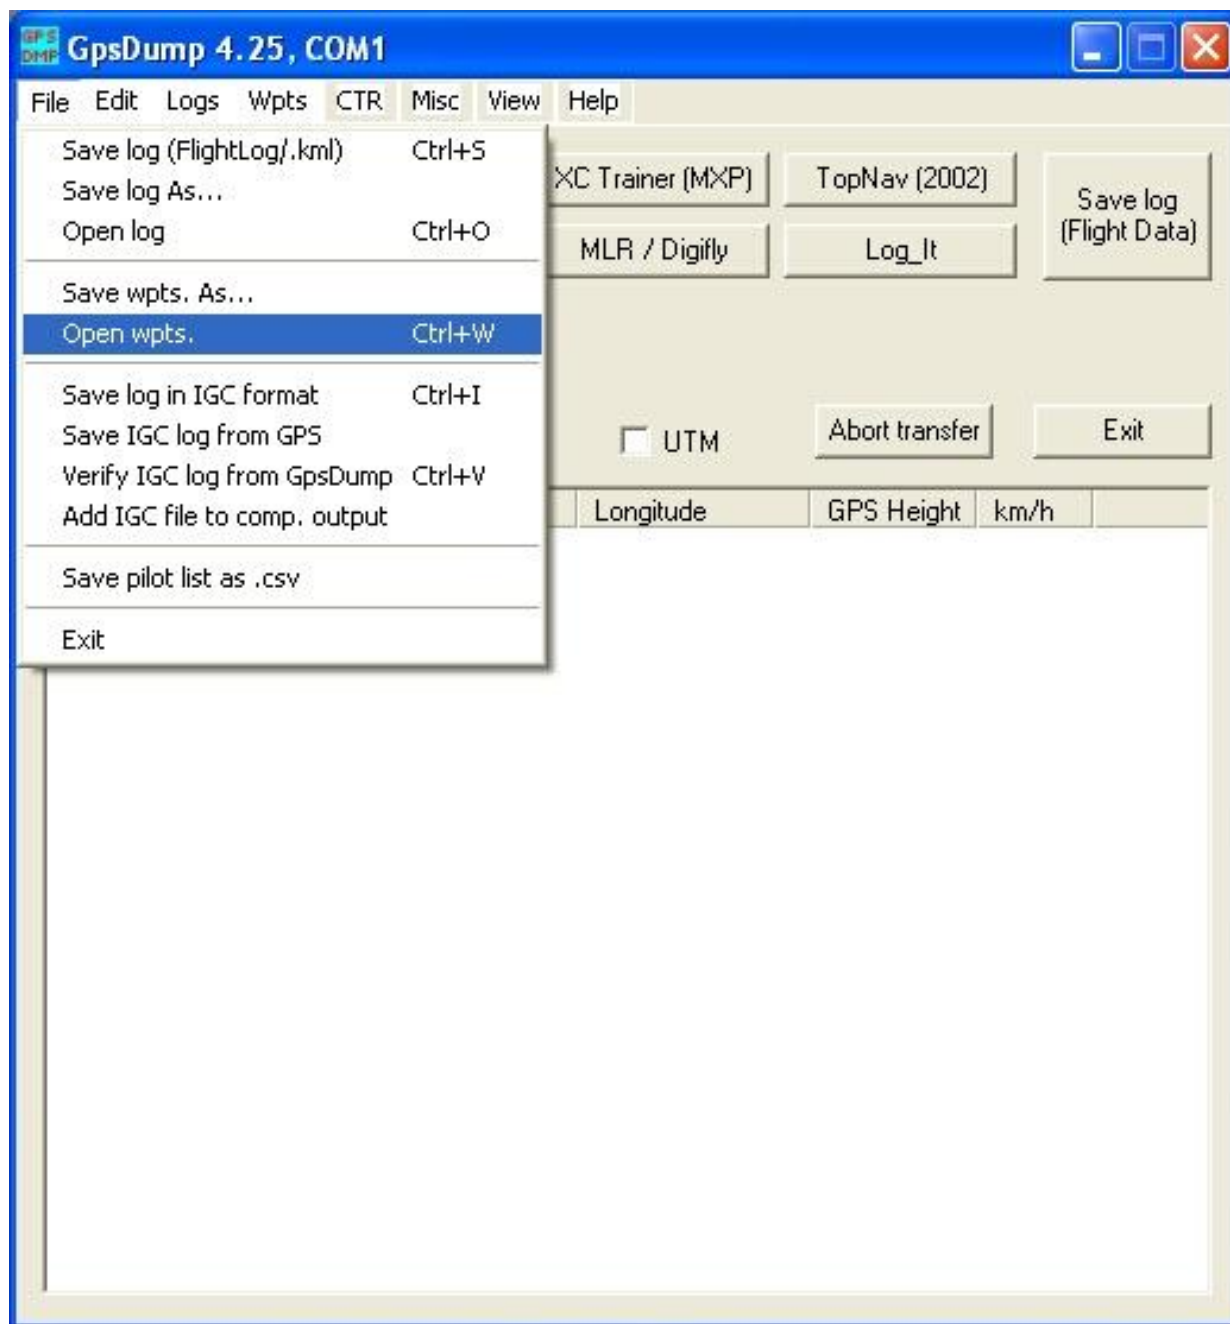 GPS
DMP
GpsDump 4.25, COM1
File Edit Logs Wpts CTR Misc View Help
Save log (FlightLog/.kml) Ctrl+S
Save log As...
Open log Ctrl+O
Save wpts. As...
Open wpts. Ctrl+W
Save log in IGC format Ctrl+I
Save IGC log from GPS
Verify IGC log from GpsDump Ctrl+V
Add IGC file to comp. output
Save pilot list as .csv
Exit
XC Trainer (MXP) TopNav (2002)
Save log
(Flight Data)
MLR / Digifly Log_It
UTM Abort transfer Exit
Longitude GPS Height km/h